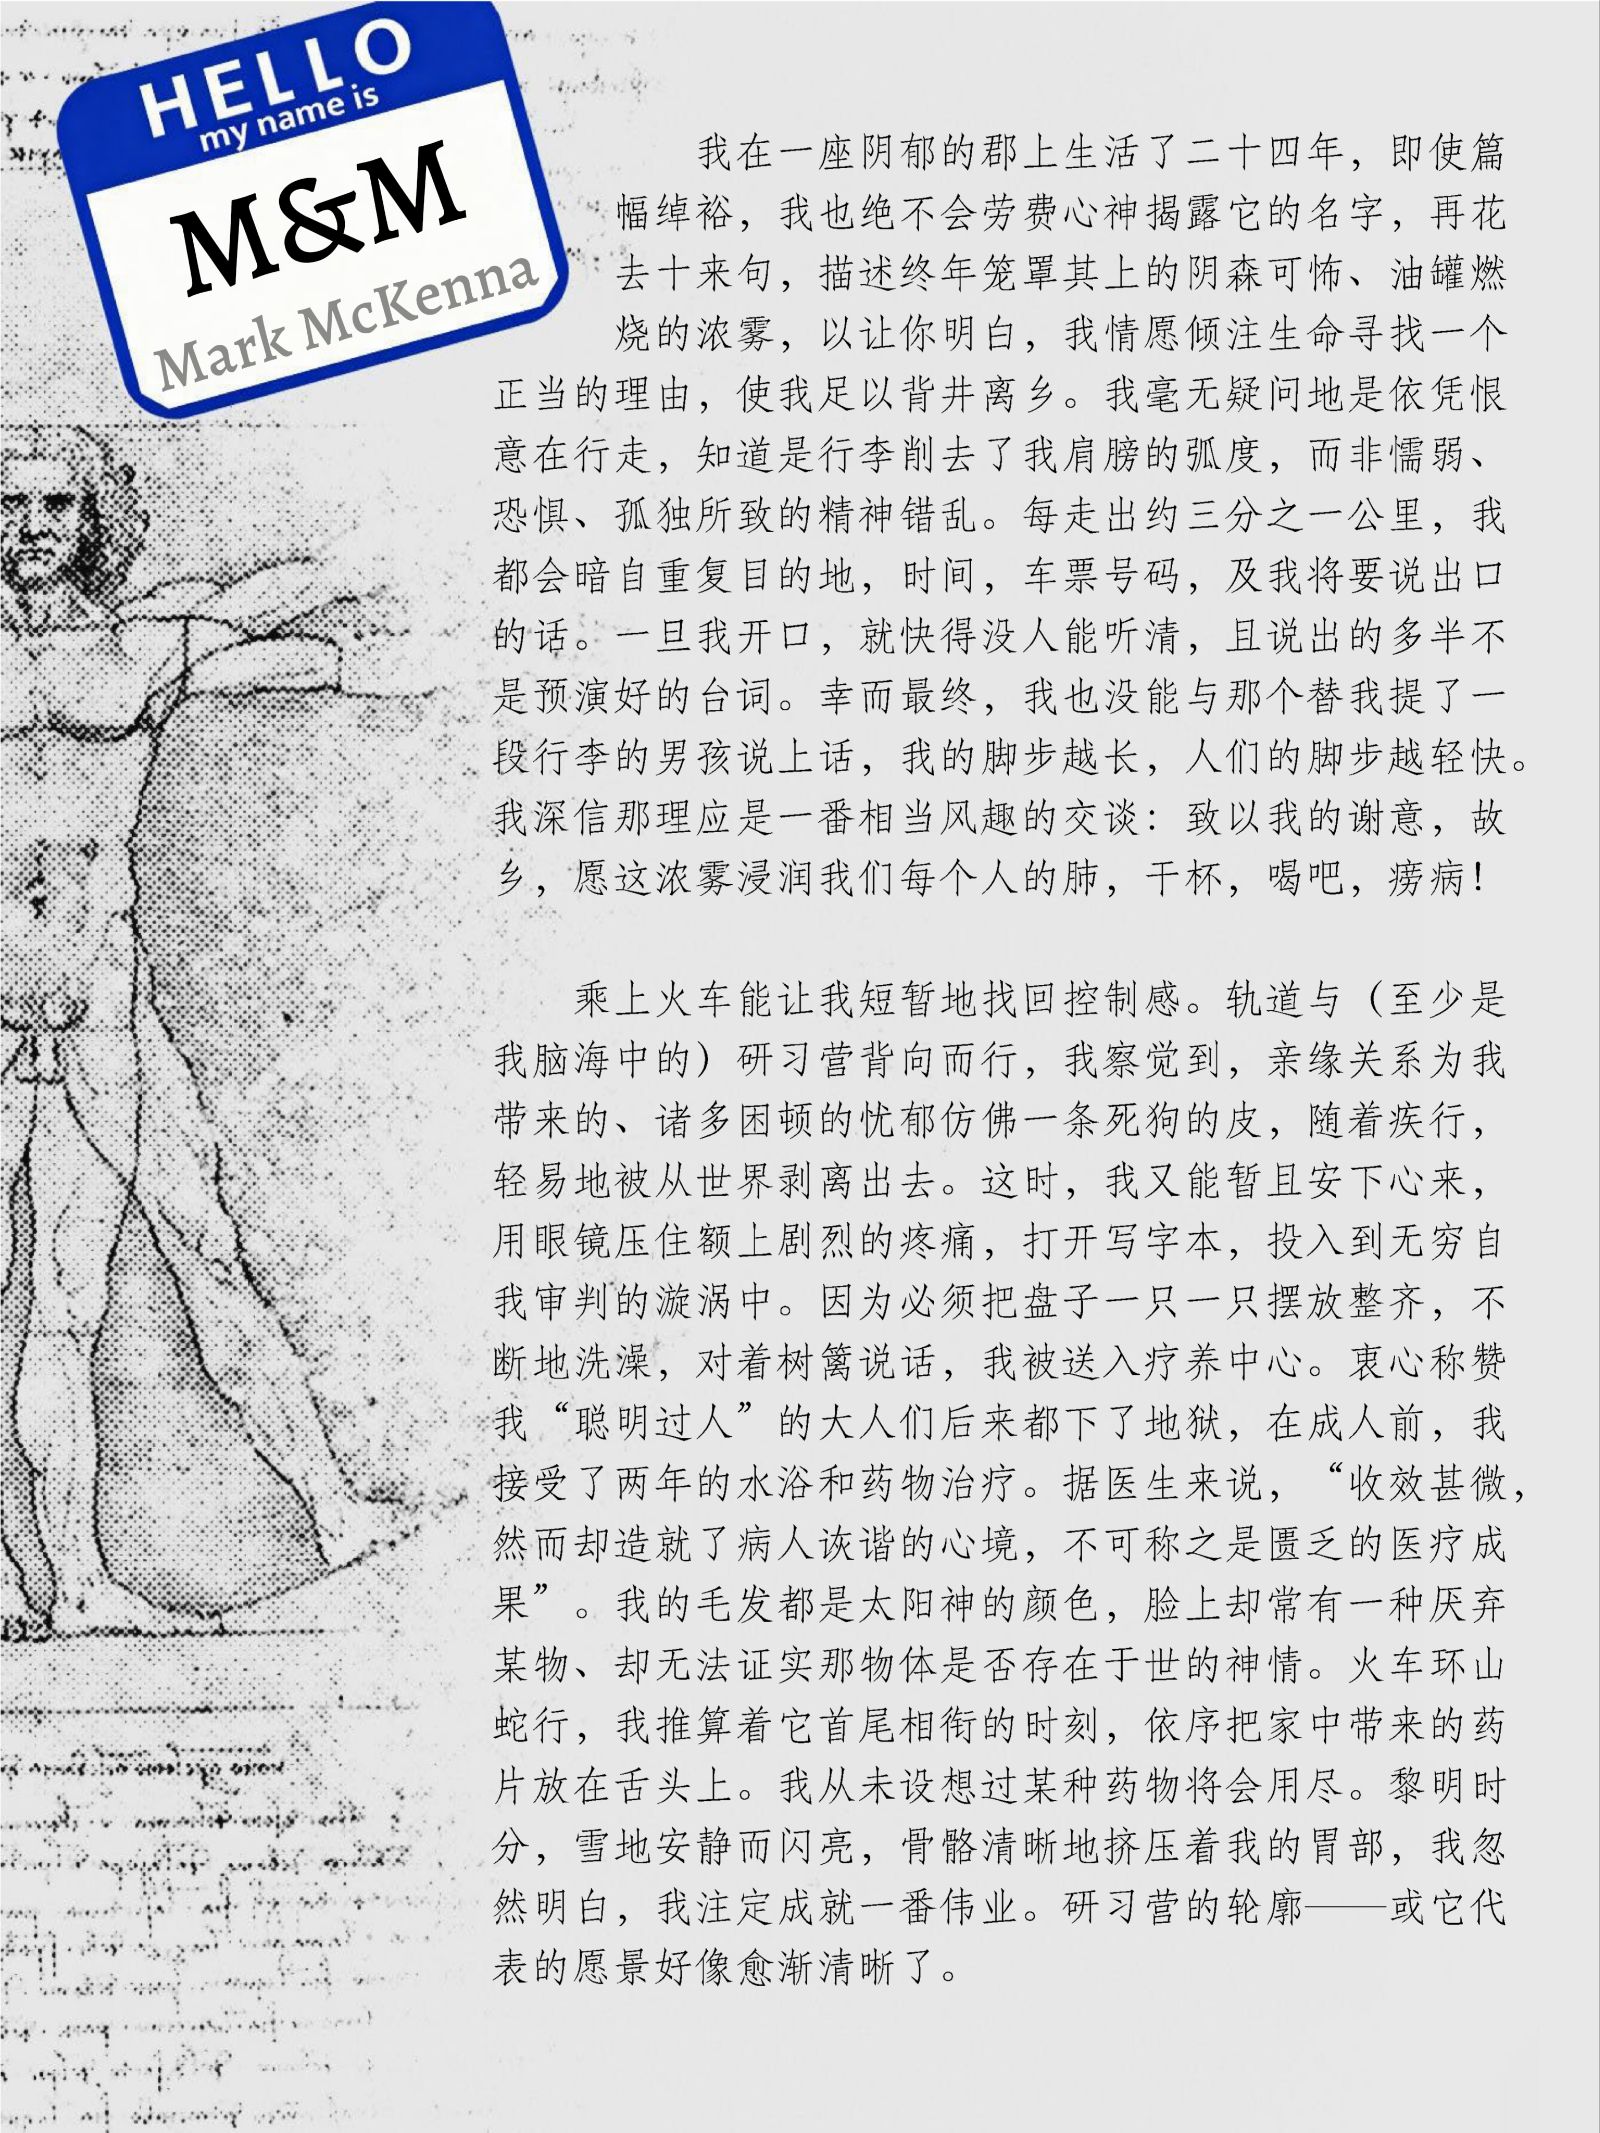 HELLO
my name is
M&M
Mark McKenna
我在一座阴郁的郡上生活了二十四年，即使篇
幅绰裕，我也绝不会劳费心神揭露它的名字，再花
去十来句，描述终年笼罩其上的阴森可怖、油罐燃
烧的浓雾，以让你明白，我情愿倾注生命寻找一个
正当的理由，使我足以背井离乡。我毫无疑问地是依凭恨
意在行走，知道是行李削去了我肩膀的弧度，而非懦弱、
恐惧、孤独所致的精神错乱。每走出约三分之一公里，我
都会暗自重复目的地，时间，车票号码，及我将要说出口
的话。一旦我开口，就快得没人能听清，且说出的多半不
是预演好的台词。幸而最终，我也没能与那个替我提了一
段行李的男孩说上话，我的脚步越长，人们的脚步越轻快。
我深信那理应是一番相当风趣的交谈：致以我的谢意，故
乡，愿这浓雾浸润我们每个人的肺，干杯，喝吧，痨病！
乘上火车能让我短暂地找回控制感。轨道与（至少是
我脑海中的）研习营背向而行，我察觉到，亲缘关系为我
带来的、诸多困顿的忧郁仿佛一条死狗的皮，随着疾行，
轻易地被从世界剥离出去。这时，我又能暂且安下心来，
用眼镜压住额上剧烈的疼痛，打开写字本，投入到无穷自
我审判的漩涡中。因为必须把盘子一只一只摆放整齐，不
断地洗澡，对着树篱说话，我被送入疗养中心。衷心称赞
我“聪明过人”的大人们后来都下了地狱，在成人前，我
接受了两年的水浴和药物治疗。据医生来说，“收效甚微，
然而却造就了病人诙谐的心境，不可称之是匮乏的医疗成
果”。我的毛发都是太阳神的颜色，脸上却常有一种厌弃
某物、却无法证实那物体是否存在于世的神情。火车环山
蛇行，我推算着它首尾相衔的时刻，依序把家中带来的药
片放在舌头上。我从未设想过某种药物将会用尽。黎明时
分，雪地安静而闪亮，骨骼清晰地挤压着我的胃部，我忽
然明白，我注定成就一番伟业。研习营的轮廓——或它代
表的愿景好像愈渐清晰了。